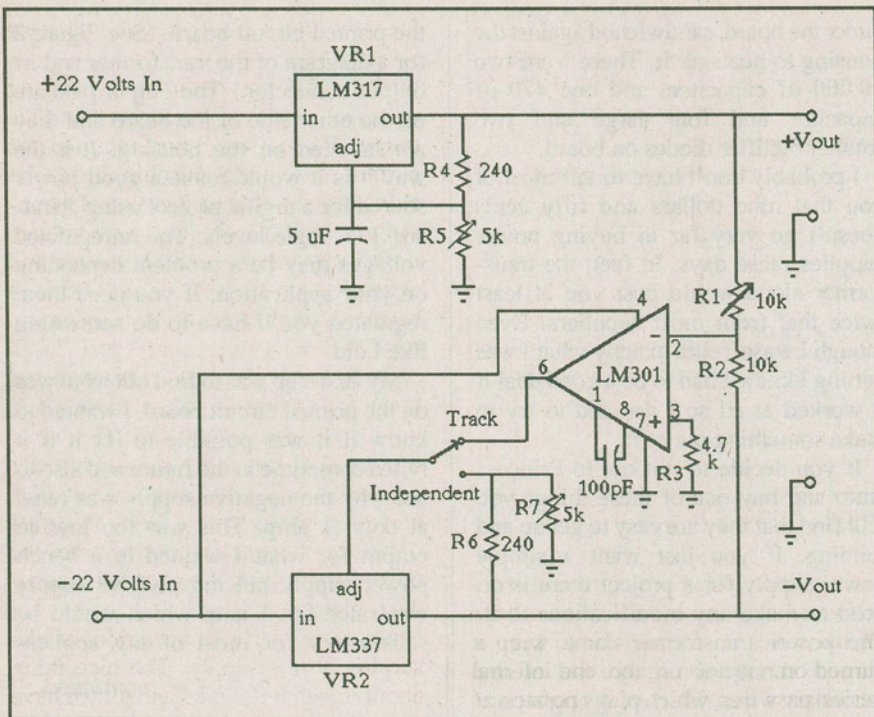 VR1
+22 Volts In
LM317
in
out
adj
+Vout
R4
240
5 uF
R5
5k
R1
10k
4
2
R2
10k
6
LM301
1
8
7
+
3
Track
4.7
k
R3
100pF
Independent
R7
5k
R6
240
-22 Volts In
adj
-Vout
in
out
LM337
VR2